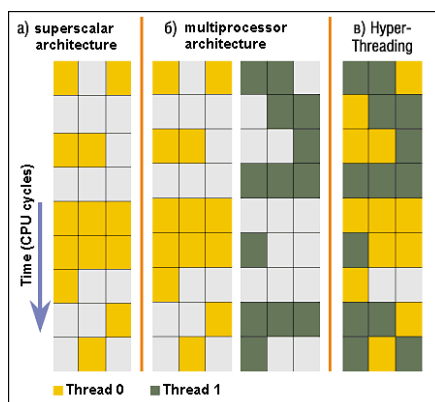 а) superscalar
architecture
б) multiprocessor
architecture
в) Hyper-
Threading
Time (CPU cycles)
Thread 0
Thread 1